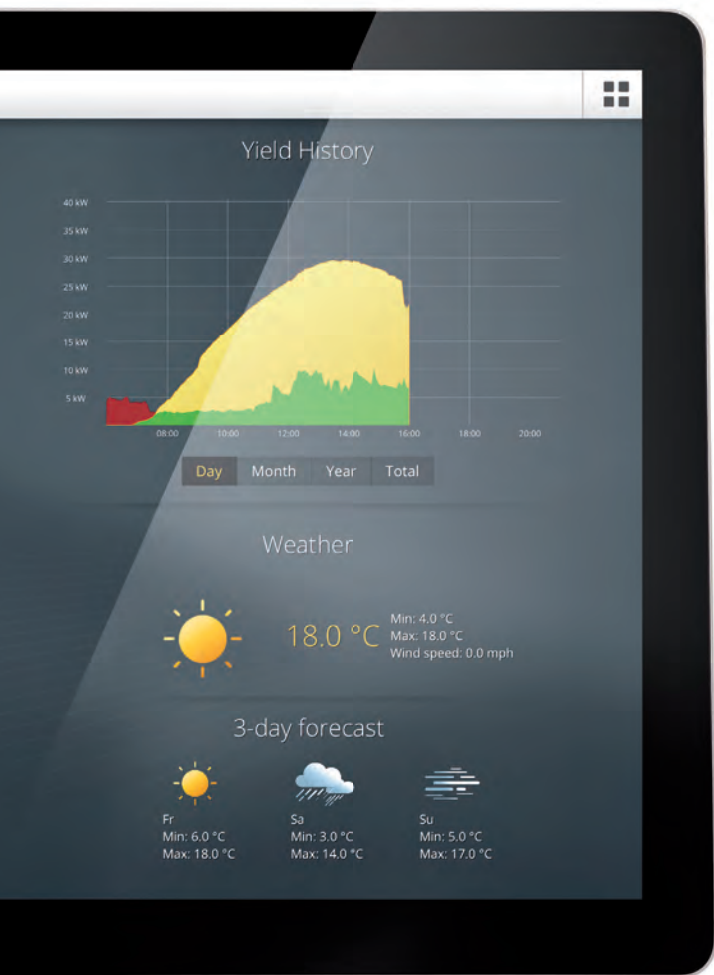 Yield History
40 kW
35 kW
30 kW
25 kW
20 kW
15 kW
10 kW
5 kW
08:00 10:00 12:00 14:00 16:00 18:00 20:00
Day Month Year Total
Weather
18.0 °C
Min: 4.0 °C
Max: 18.0 °C
Wind speed: 0.0 mph
3-day forecast
Fr Sa Su
Min: 6.0 °C Min: 3.0 °C Min: 5.0 °C
Max: 18.0 °C Max: 14.0 °C Max: 17.0 °C